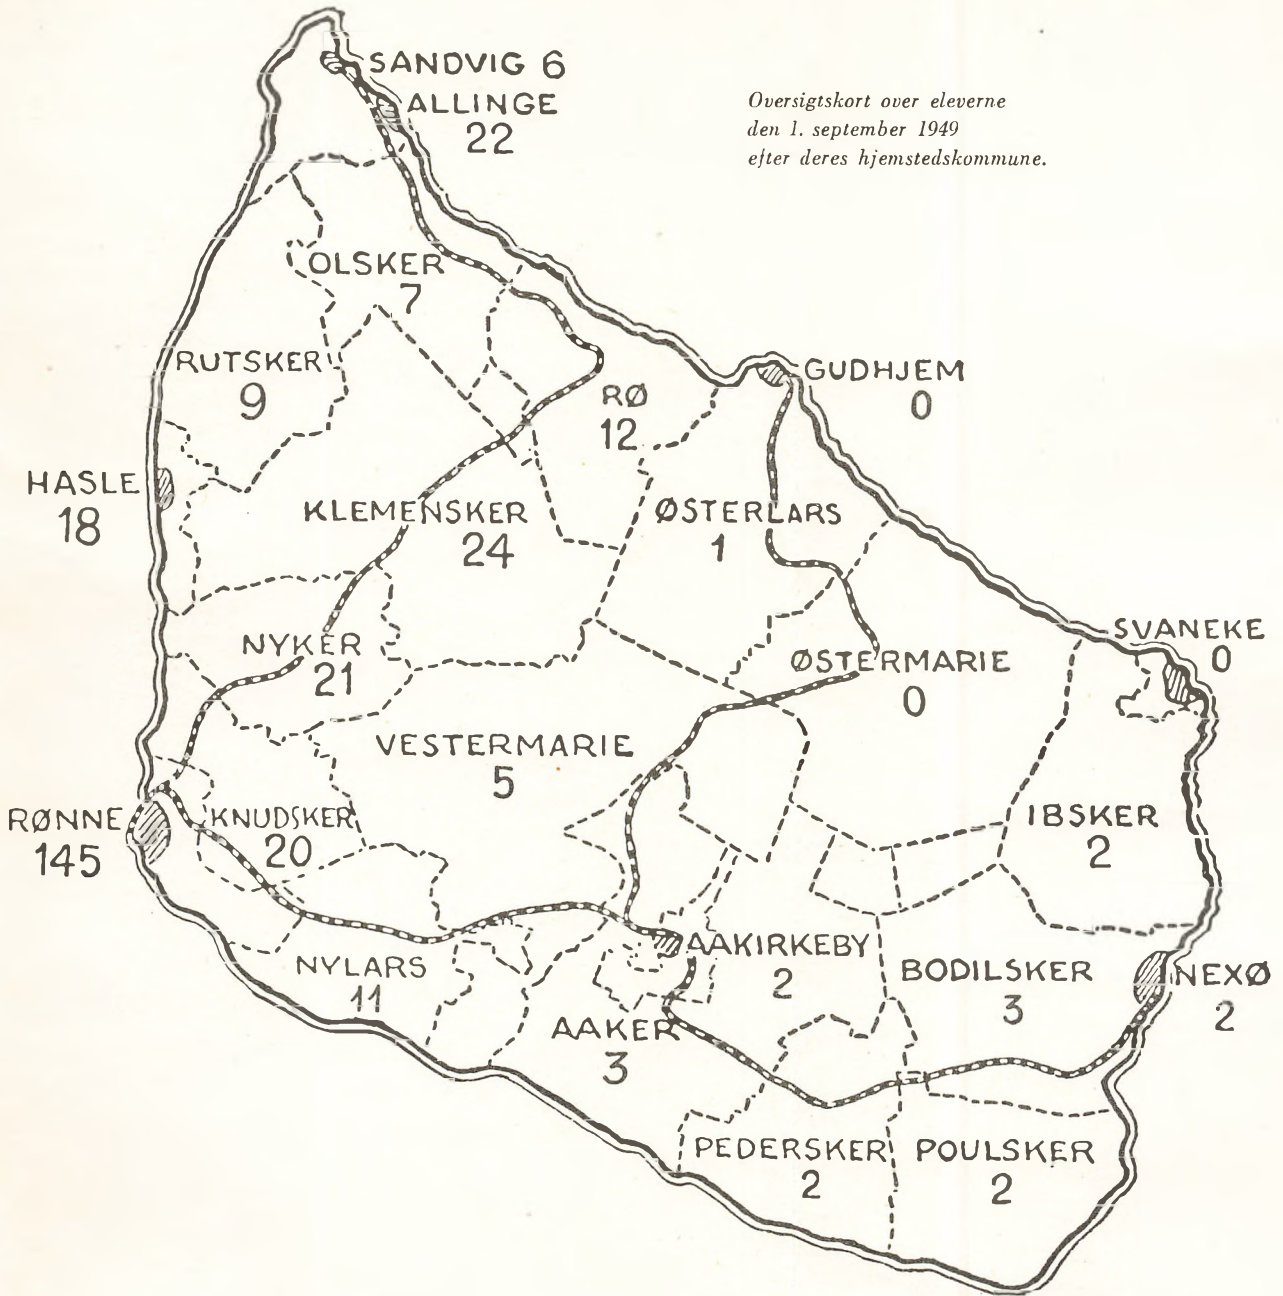 SANDVIG 6
ALLINGE
22
Oversigtskort over eleverne
den 1. september 1949
efter deres hjemstedskommune.
OLSKER
7
RUTSKER
9
RØ
12
GUDHJEM
0
HASLE
18
KLEMENSKER
24
ØSTERLARS
1
NYKER
21
ØSTERMARIE
0
SVANEKE
0
VESTERMARIE
5
RØNNE
145
KNUDSKER
20
IBSKER
2
NYLARS
11
AAKIRKEBY
2
BODILSKER
3
NEXØ
2
AAKER
3
PEDERSKER
2
POULSKER
2